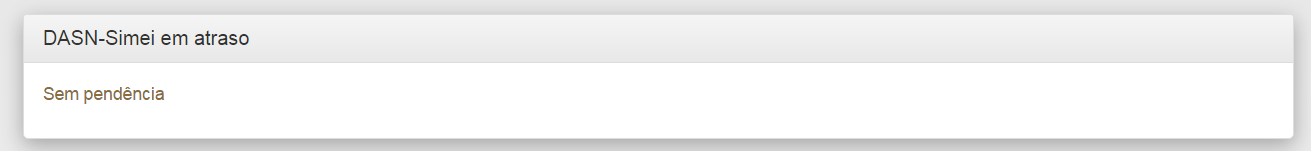 DASN-Simei em atraso
Sem pendência